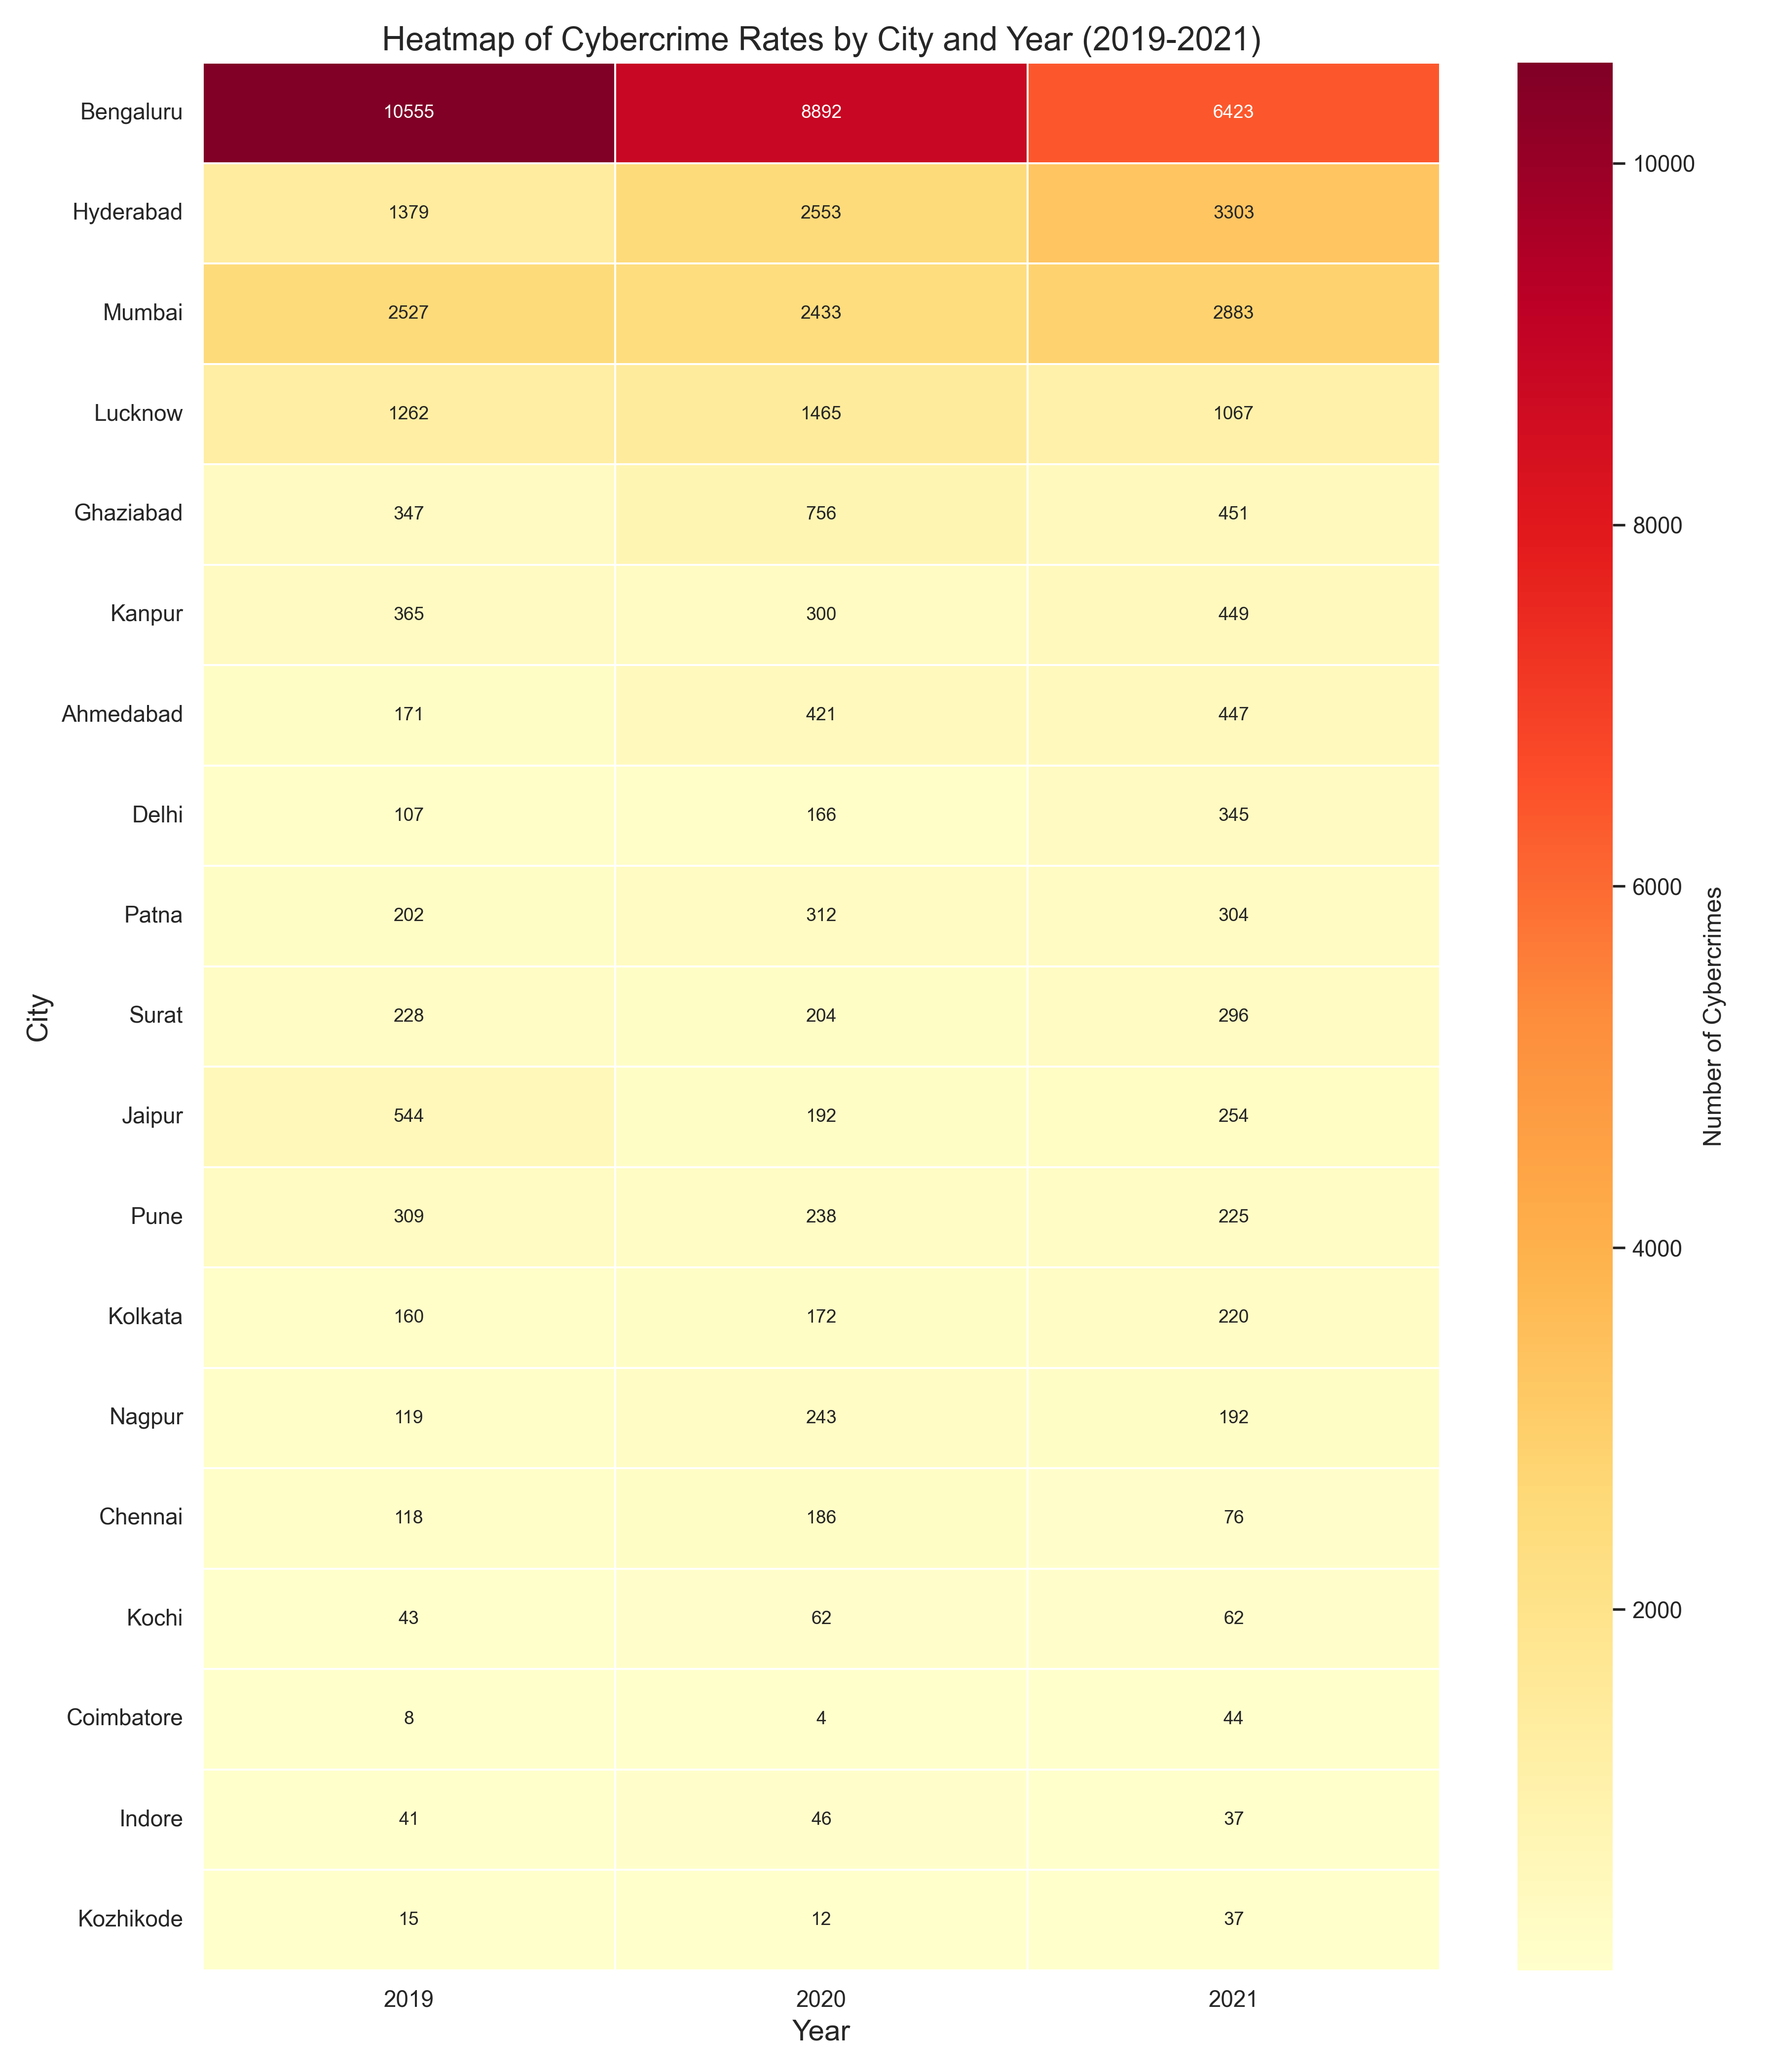 Heatmap of Cybercrime Rates by City and Year (2019-2021)
Bengaluru 10555 8892 6423
Hyderabad 1379 2553 3303
Mumbai 2527 2433 2883
Lucknow 1262 1465 1067
Ghaziabad 347 756 451
Kanpur 365 300 449
Ahmedabad 171 421 447
Delhi 107 166 345
Patna 202 312 304
Surat 228 204 296
Jaipur 544 192 254
Pune 309 238 225
Kolkata 160 172 220
Nagpur 119 243 192
Chennai 118 186 76
Kochi 43 62 62
Coimbatore 8 4 44
Indore 41 46 37
Kozhikode 15 12 37
2019 2020 2021
Year
City
10000
8000
6000
4000
2000
Number of Cybercrimes